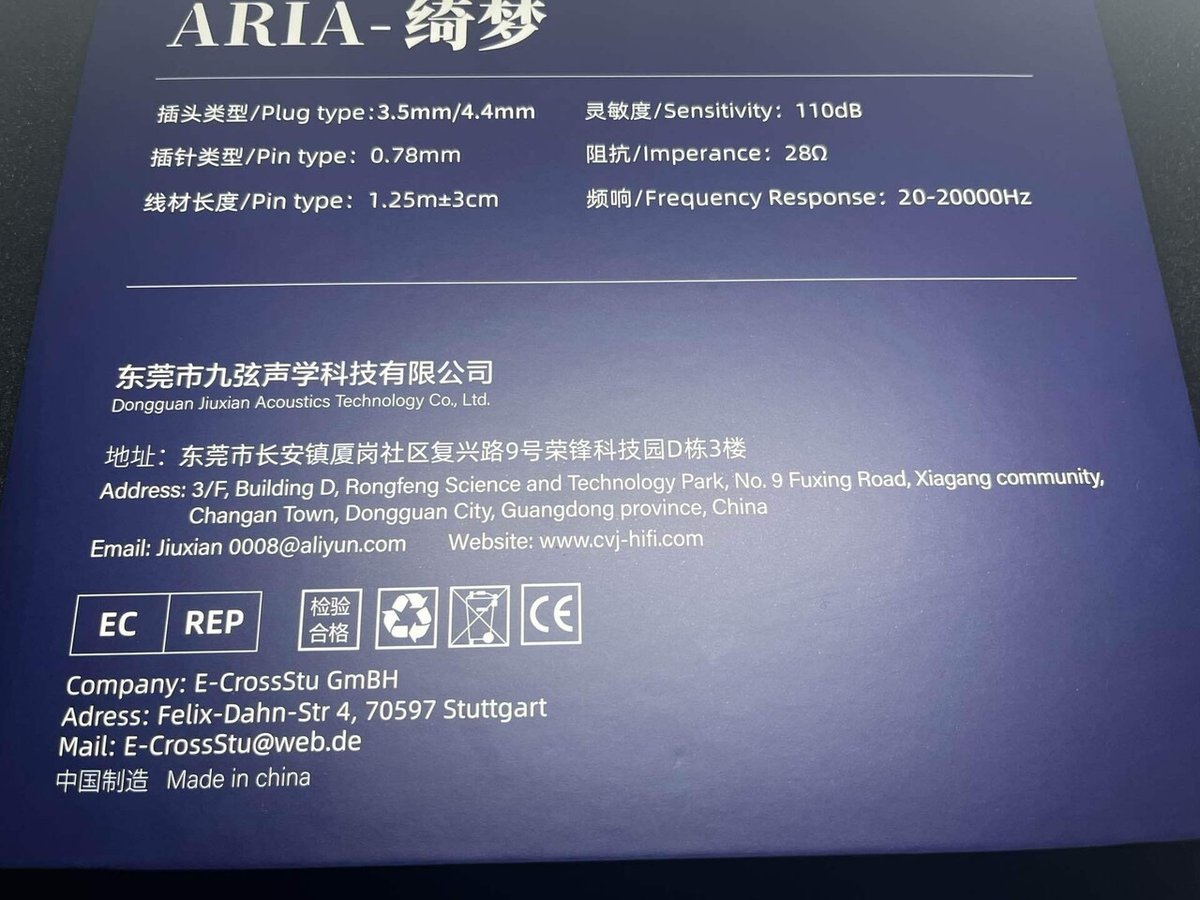 ARIA-绮梦
插头类型/Plug type:3.5mm/4.4mm
灵敏度/Sensitivity: 110dB
插针类型/Pin type: 0.78mm
阻抗/Imperance: 28Ω
线材长度/Pin type: 1.25m±3cm
频响/Frequency Response: 20-20000Hz
东莞市九弦声学科技有限公司
Dongguan Jiuxian Acoustics Technology Co., Ltd.
地址: 东莞市长安镇厦岗社区复兴路9号荣锋科技园D栋3楼
Address: 3/F, Building D, Rongfeng Science and Technology Park, No. 9 Fuxing Road, Xiagang community,
Changan Town, Dongguan City, Guangdong province, China
Email: Jiuxian 0008@aliyun.com Website: www.cvj-hifi.com
EC REP
检验
合格
CE
Company: E-CrossStu GmBH
Adress: Felix-Dahn-Str 4, 70597 Stuttgart
Mail: E-CrossStu@web.de
中国制造 Made in china